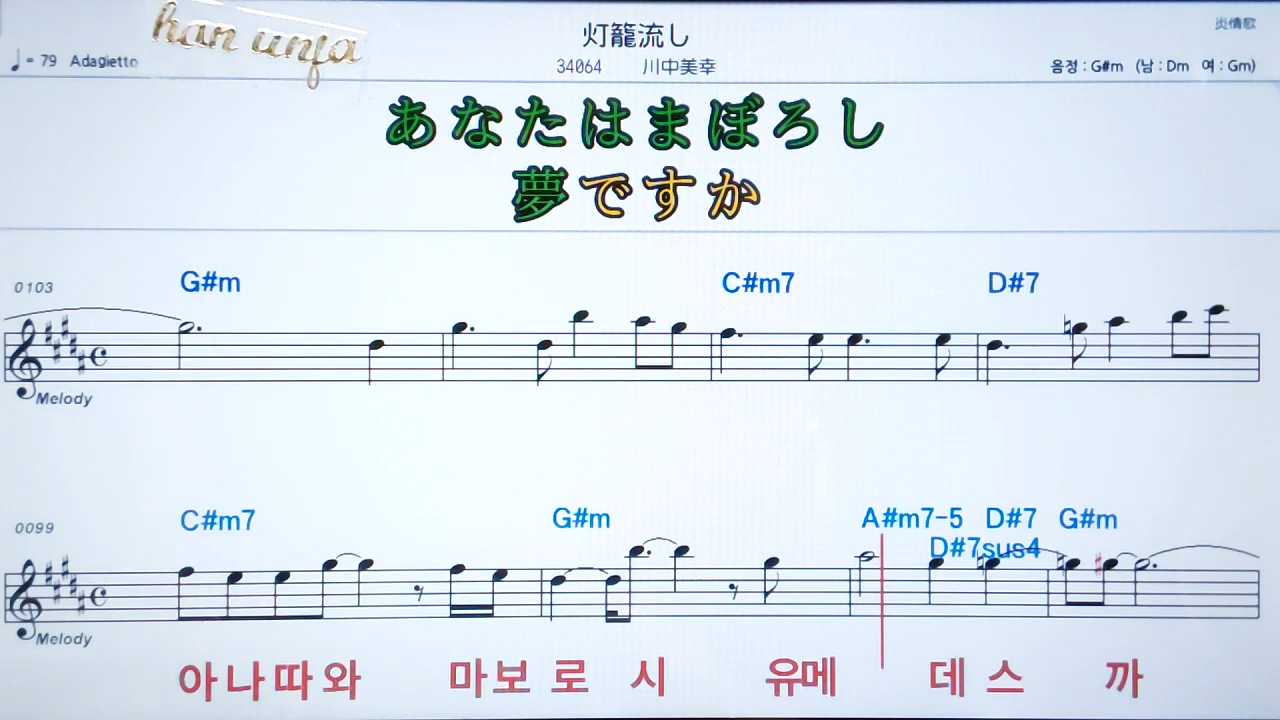 han unfa
灯籠流し
炎情歌
♩= 79 Adagietto
34064 川中美幸
음정 : G#m (남 : Dm 여 : Gm)
あなたはまぼろし
夢ですか
0103
G#m C#m7 D#7
Melody
0099
C#m7 G#m A#m7-5 D#7 G#m
D#7sus4
Melody
아나따와 마보로시 유메 데스까